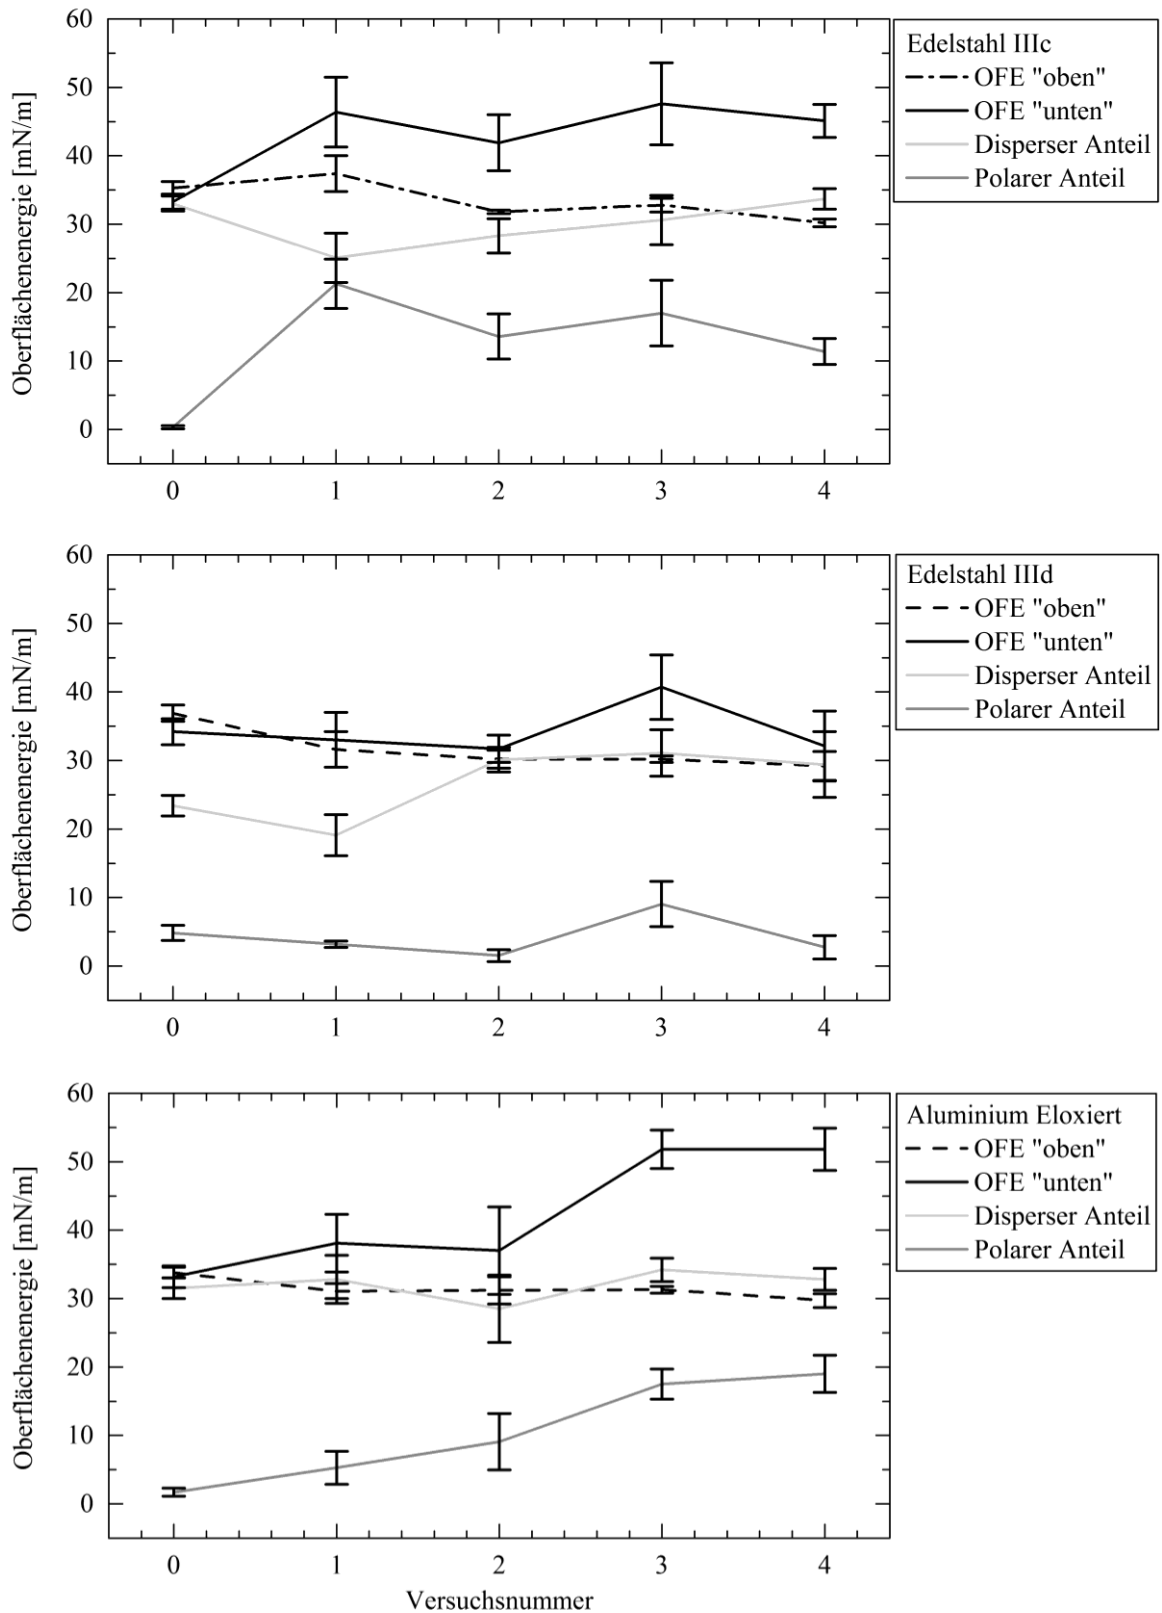 60
50
40
30
20
10
0
Oberflächenenergie [mN/m]
0 1 2 3 4
Edelstahl IIIc
OFE "oben"
OFE "unten"
Disperser Anteil
Polarer Anteil
60
50
40
30
20
10
0
Oberflächenenergie [mN/m]
0 1 2 3 4
Edelstahl IIId
OFE "oben"
OFE "unten"
Disperser Anteil
Polarer Anteil
60
50
40
30
20
10
0
Oberflächenenergie [mN/m]
0 1 2 3 4
Versuchsnummer
Aluminium Eloxiert
OFE "oben"
OFE "unten"
Disperser Anteil
Polarer Anteil